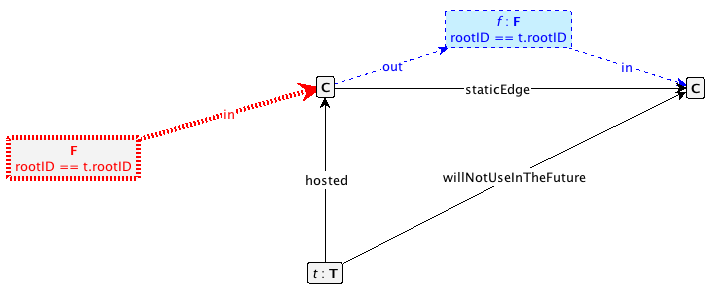 f : F
rootID == t.rootID
out
in
C
staticEdge
C
in
F
rootID == t.rootID
hosted
willNotUseInTheFuture
t : T